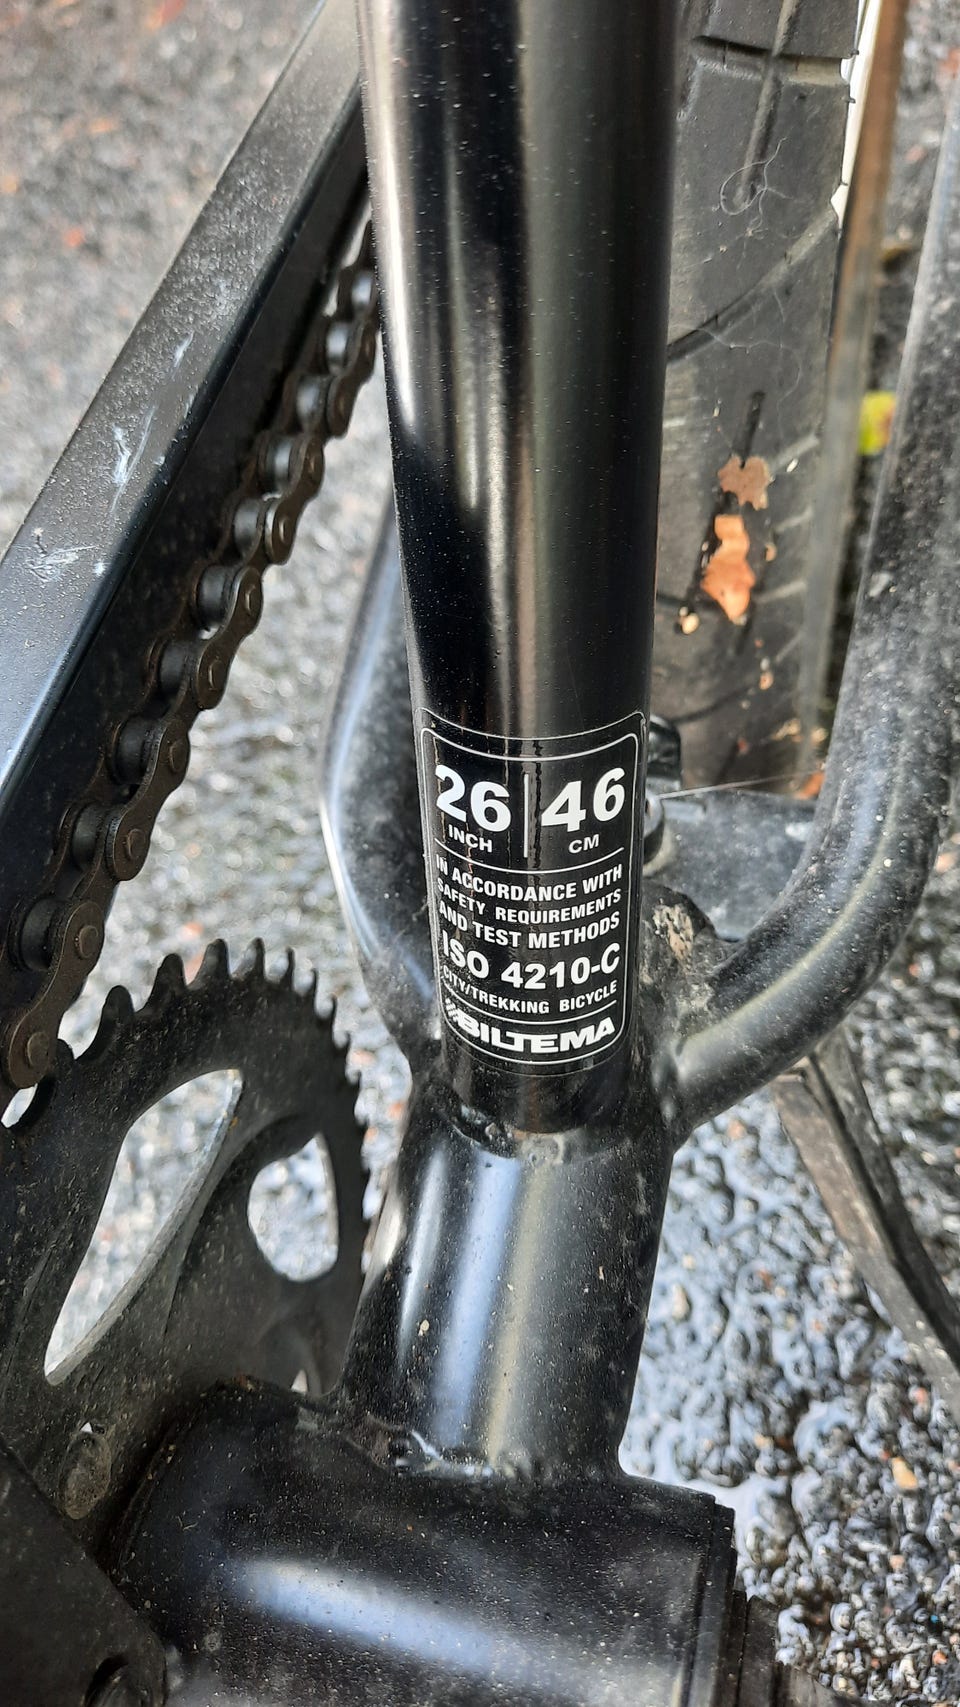 26 | 46
INCH CM
IN ACCORDANCE WITH
SAFETY REQUIREMENTS
AND TEST METHODS
ISO 4210-C
CITY/TREKKING BICYCLE
BILTEMA